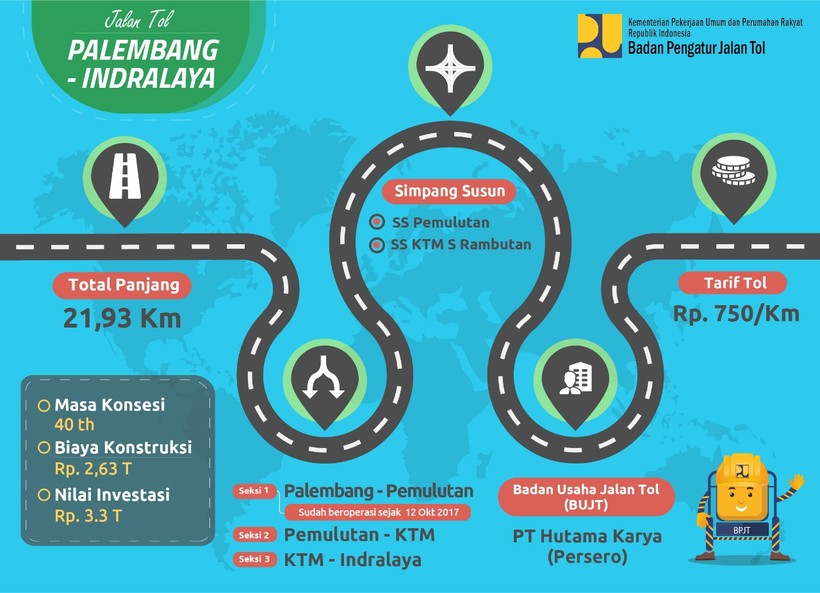 Jalan Tol
PALEMBANG
- INDRALAYA
Kementerian Pekerjaan Umum dan Perumahan Rakyat
Republik Indonesia
Badan Pengatur Jalan Tol
Simpang Susun
SS Pemulutan
SS KTM S Rambutan
Total Panjang
21,93 Km
Tarif Tol
Rp. 750/Km
Masa Konsesi
40 th
Biaya Konstruksi
Rp. 2,63 T
Nilai Investasi
Rp. 3.3 T
Seksi 1 Palembang - Pemulutan
Sudah beroperasi sejak 12 Okt 2017
Seksi 2 Pemulutan - KTM
Seksi 3 KTM - Indralaya
Badan Usaha Jalan Tol
(BUJT)
PT Hutama Karya
(Persero)
BPJT